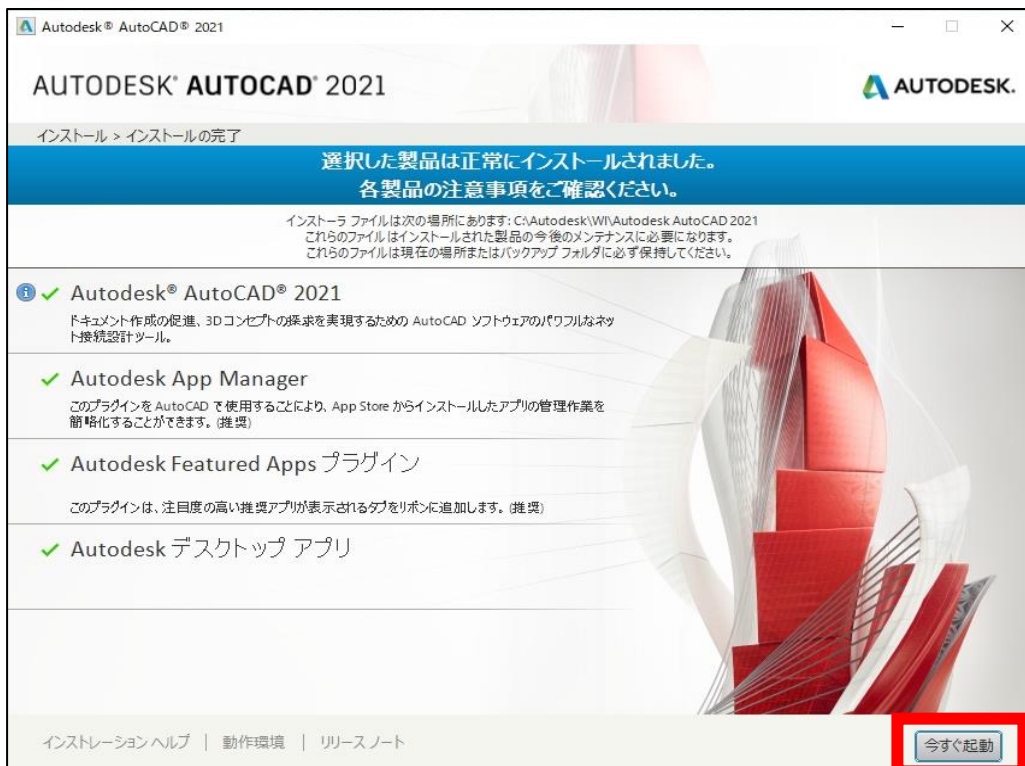 Autodesk® AutoCAD® 2021
AUTODESK® AUTOCAD® 2021
AUTODESK.
インストール > インストールの完了
選択した製品は正常にインストールされました。
各製品の注意事項をご確認ください。
インストーラ ファイルは次の場所にあります: C:\Autodesk\WI\Autodesk AutoCAD 2021
これらのファイルはインストールされた製品の今後のメンテナンスに必要になります。
これらのファイルは現在の場所またはバックアップ フォルダに必ず保持してください。
Autodesk® AutoCAD® 2021
ドキュメント作成の促進、3D コンセプトの探求を実現するための AutoCAD ソフトウェアのパワフルなネッ
ト接続設計ツール。
Autodesk App Manager
このプラグインを AutoCAD で使用することにより、App Store からインストールしたアプリの管理作業を
簡略化することができます。(推奨)
Autodesk Featured Apps プラグイン
このプラグインは、注目度の高い推奨アプリが表示されるタブをリボンに追加します。(推奨)
Autodesk デスクトップ アプリ
インストレーション ヘルプ | 動作環境 | リリース ノート
今すぐ起動